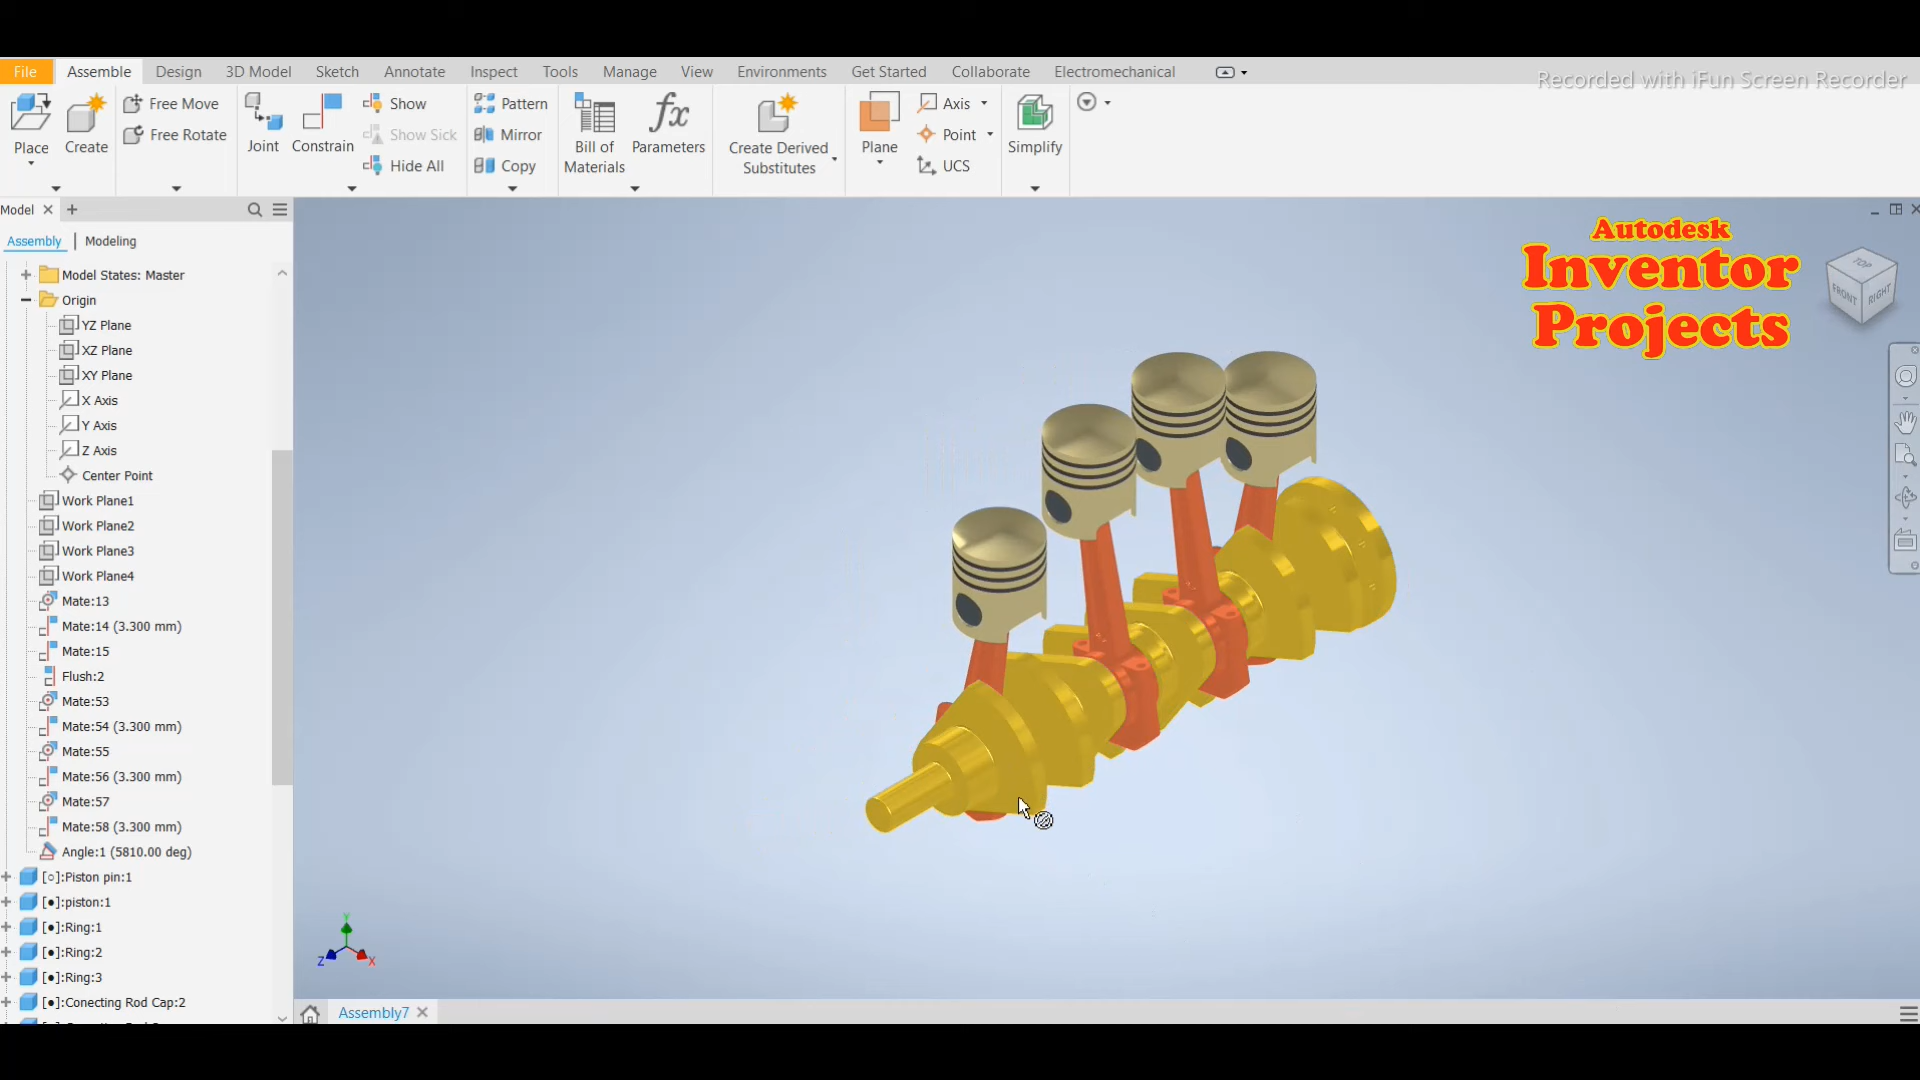 File Assemble Design 3D Model Sketch Annotate Inspect Tools Manage View Environments Get Started Collaborate Electromechanical
Recorded with iFun Screen Recorder
Place
Create
Free Move
Free Rotate
Joint
Constrain
Show
Show Sick
Hide All
Pattern
Mirror
Copy
Bill of
Materials
fx
Parameters
Create Derived
Substitutes
Plane
Axis
Point
UCS
Simplify
Model
Assembly | Modeling
Model States: Master
Origin
YZ Plane
XZ Plane
XY Plane
X Axis
Y Axis
Z Axis
Center Point
Work Plane1
Work Plane2
Work Plane3
Work Plane4
Mate:13
Mate:14 (3.300 mm)
Mate:15
Flush:2
Mate:53
Mate:54 (3.300 mm)
Mate:55
Mate:56 (3.300 mm)
Mate:57
Mate:58 (3.300 mm)
Angle:1 (5810.00 deg)
[○]:Piston pin:1
[●]:piston:1
[●]:Ring:1
[●]:Ring:2
[●]:Ring:3
[●]:Conecting Rod Cap:2
Autodesk
Inventor
Projects
TOP
FRONT
RIGHT
Y
Z
X
Assembly7